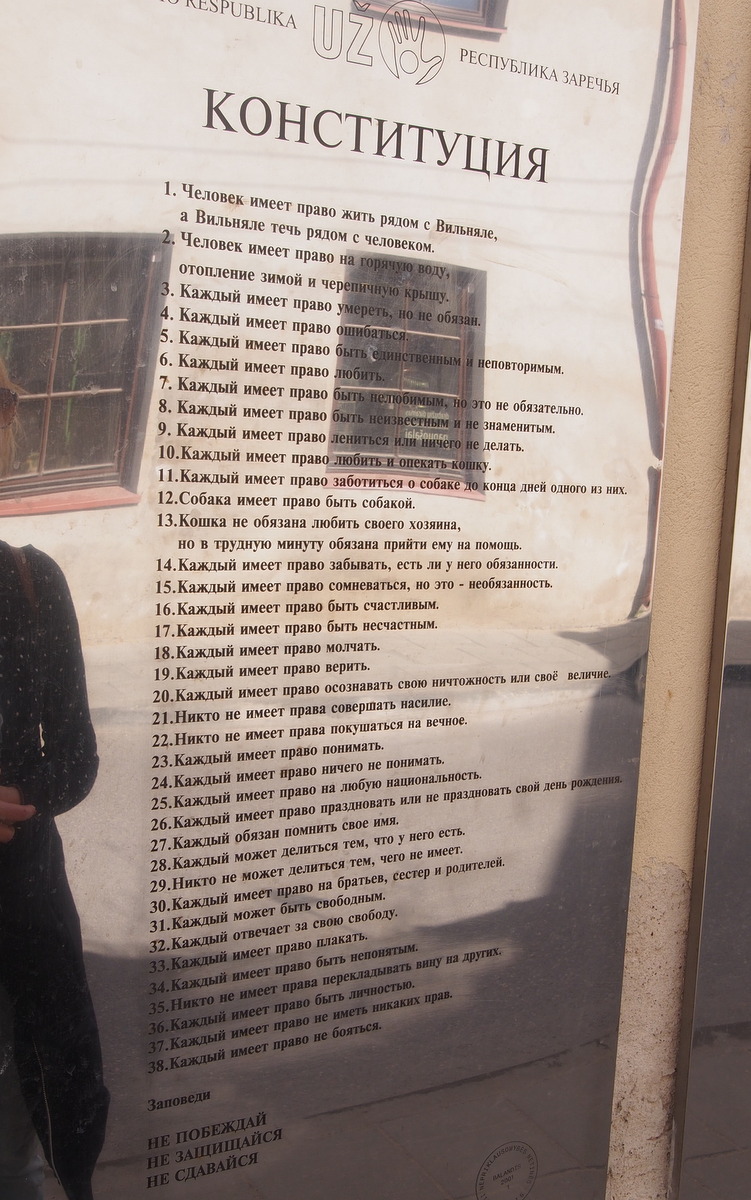 RESPUBLIKA
UŽ
РЕСПУБЛИКА ЗАРЕЧЬЯ
КОНСТИТУЦИЯ
1. Человек имеет право жить рядом с Вильняле,
а Вильняле течь рядом с человеком.
2. Человек имеет право на горячую воду,
отопление зимой и черепичную крышу.
3. Каждый имеет право умереть, но не обязан.
4. Каждый имеет право ошибаться.
5. Каждый имеет право быть единственным и неповторимым.
6. Каждый имеет право любить.
7. Каждый имеет право быть нелюбимым, но это не обязательно.
8. Каждый имеет право быть неизвестным и не знаменитым.
9. Каждый имеет право лениться или ничего не делать.
10.Каждый имеет право любить и опекать кошку.
11.Каждый имеет право заботиться о собаке до конца дней одного из них.
12.Собака имеет право быть собакой.
13.Кошка не обязана любить своего хозяина,
но в трудную минуту обязана прийти ему на помощь.
14.Каждый имеет право забывать, есть ли у него обязанности.
15.Каждый имеет право сомневаться, но это - необязанность.
16.Каждый имеет право быть счастливым.
17.Каждый имеет право быть несчастным.
18.Каждый имеет право молчать.
19.Каждый имеет право верить.
20.Каждый имеет право осознавать свою ничтожность или своё величие.
21.Никто не имеет права совершать насилие.
22.Никто не имеет права покушаться на вечное.
23.Каждый имеет право понимать.
24.Каждый имеет право ничего не понимать.
25.Каждый имеет право на любую национальность.
26.Каждый имеет право праздновать или не праздновать свой день рождения.
27.Каждый обязан помнить свое имя.
28.Каждый может делиться тем, что у него есть.
29.Никто не может делиться тем, чего не имеет.
30.Каждый имеет право на братьев, сестер и родителей.
31.Каждый может быть свободным.
32.Каждый отвечает за свою свободу.
33.Каждый имеет право плакать.
34.Каждый имеет право быть непонятым.
35.Никто не имеет права перекладывать вину на других.
36.Каждый имеет право быть личностью.
37.Каждый имеет право не иметь никаких прав.
38.Каждый имеет право не бояться.
Заповеди
НЕ ПОБЕЖДАЙ
НЕ ЗАЩИЩАЙСЯ
НЕ СДАВАЙСЯ